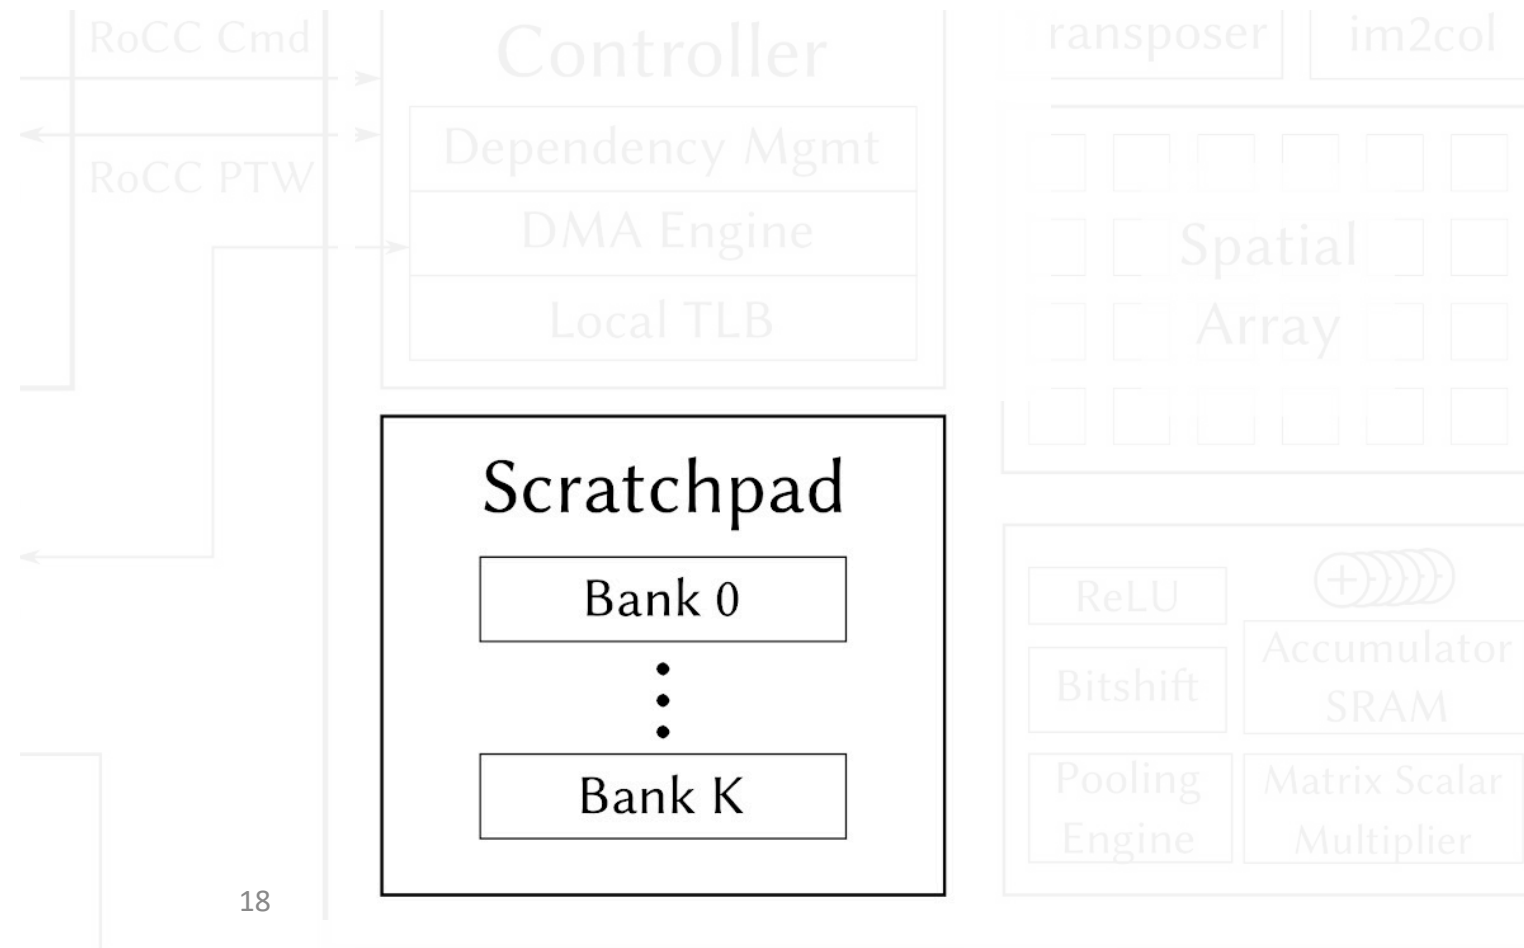 RoCC Cmd
RoCC PTW
Controller
Dependency Mgmt
DMA Engine
Local TLB
ransposer
im2col
Spatial
Array
Scratchpad
Bank 0
Bank K
ReLU
Bitshift
Accumulator
SRAM
Pooling
Engine
Matrix Scalar
Multiplier
18